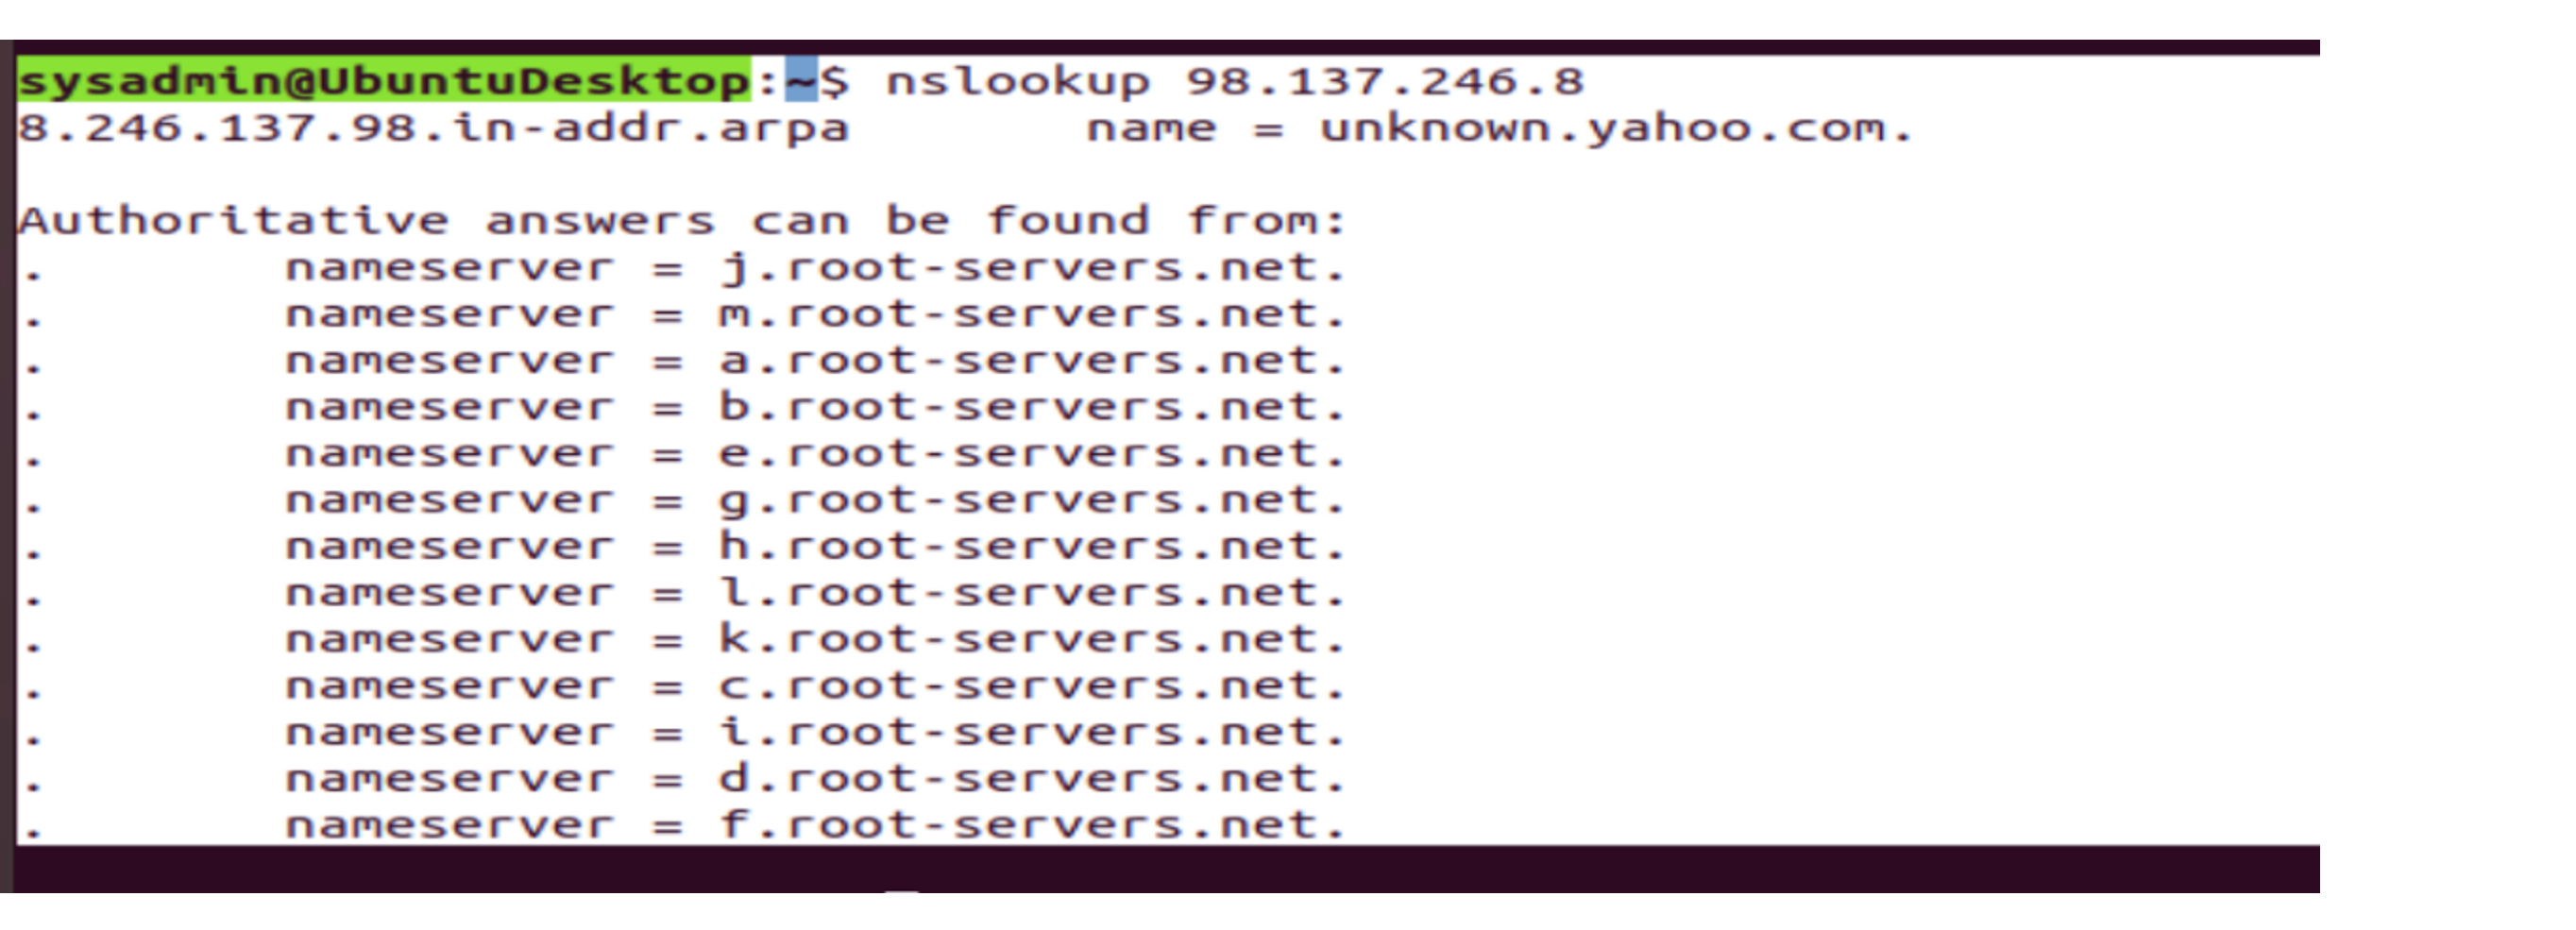 sysadmin@UbuntuDesktop:~$ nslookup 98.137.246.8
8.246.137.98.in-addr.arpa name = unknown.yahoo.com.
Authoritative answers can be found from:
. nameserver = j.root-servers.net.
. nameserver = m.root-servers.net.
. nameserver = a.root-servers.net.
. nameserver = b.root-servers.net.
. nameserver = e.root-servers.net.
. nameserver = g.root-servers.net.
. nameserver = h.root-servers.net.
. nameserver = l.root-servers.net.
. nameserver = k.root-servers.net.
. nameserver = c.root-servers.net.
. nameserver = i.root-servers.net.
. nameserver = d.root-servers.net.
. nameserver = f.root-servers.net.